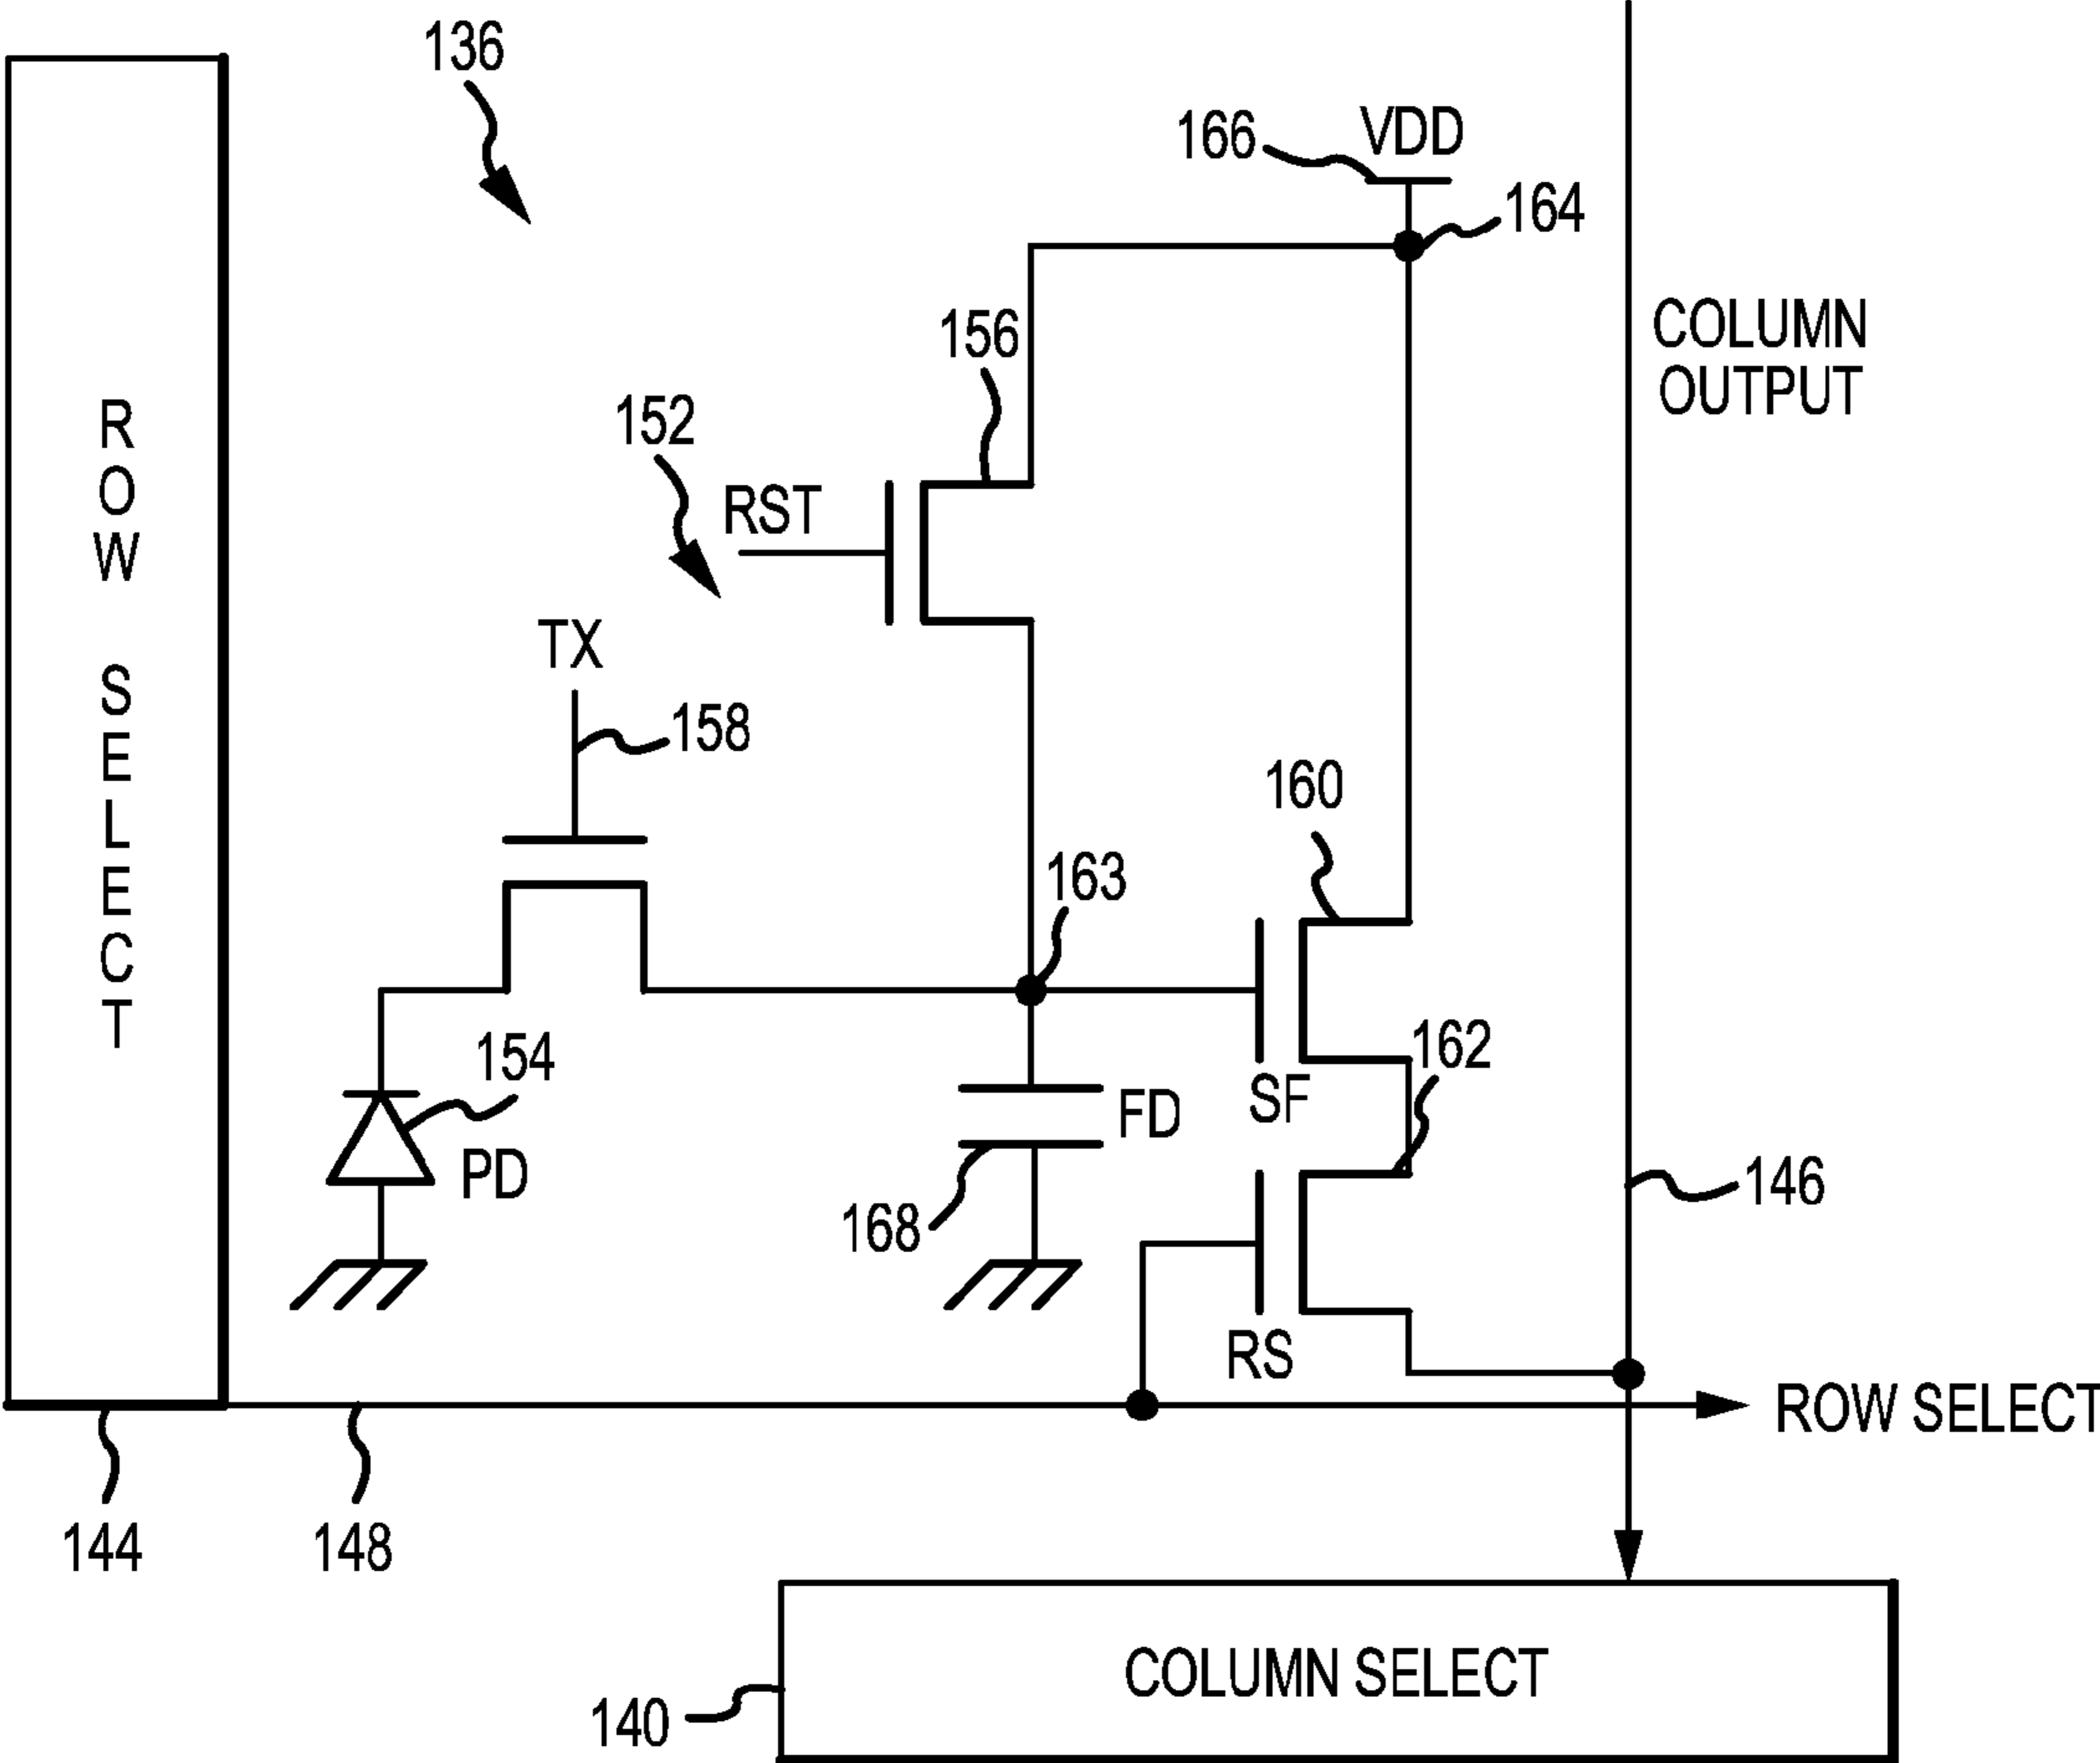 136
166 VDD
164
156
COLUMN
OUTPUT
152
RST
ROW SELECT
TX
158
160
163
154
162
FD
SF
PD
146
168
RS
ROW SELECT
144
148
COLUMN SELECT
140